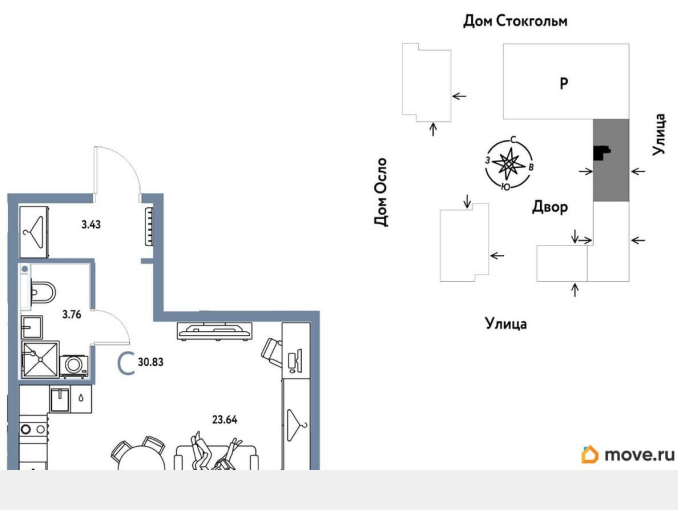 Дом Стокгольм
Р
Улица
С
З
В
Ю
Дом Осло
Двор
Улица
3.43
3.76
С 30.83
23.64
move.ru